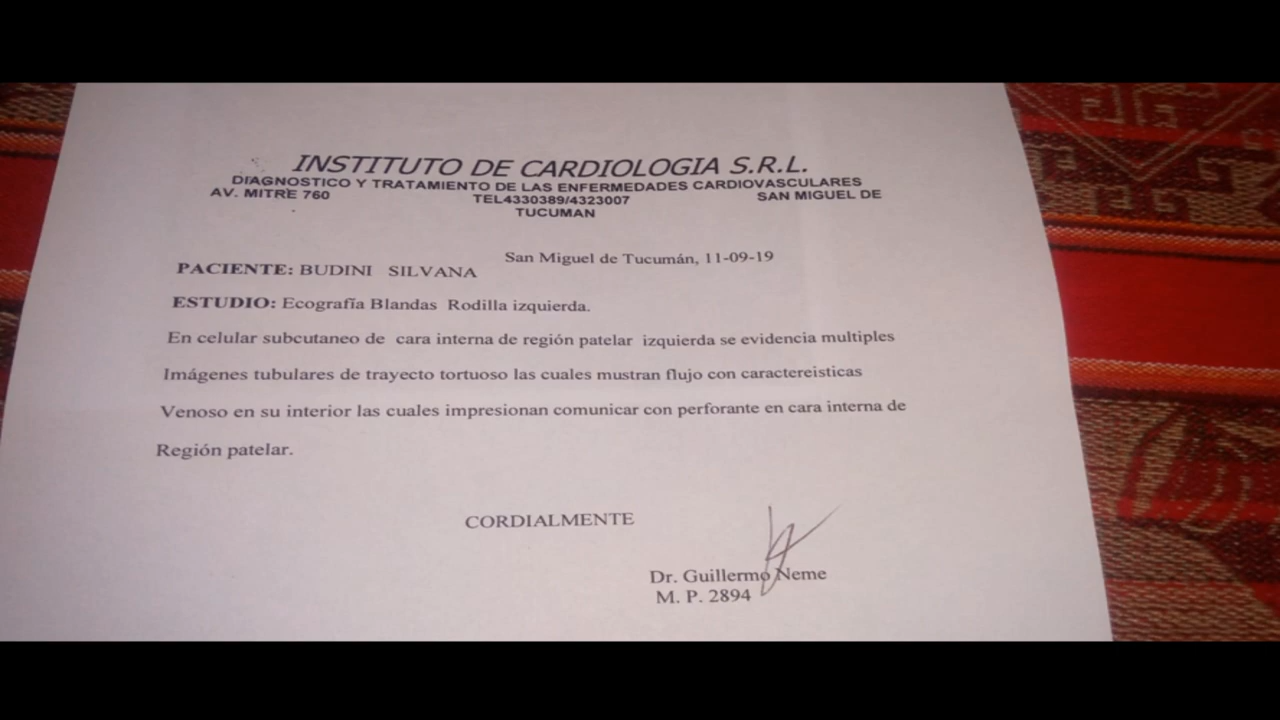 INSTITUTO DE CARDIOLOGIA S.R.L.
DIAGNOSTICO Y TRATAMIENTO DE LAS ENFERMEDADES CARDIOVASCULARES
AV. MITRE 760 TEL4330389/4323007 SAN MIGUEL DE
TUCUMAN
San Miguel de Tucumán, 11-09-19
PACIENTE: BUDINI SILVANA
ESTUDIO: Ecografía Blandas Rodilla izquierda.
En celular subcutaneo de cara interna de región patelar izquierda se evidencia multiples
Imágenes tubulares de trayecto tortuoso las cuales mustran flujo con caractereisticas
Venoso en su interior las cuales impresionan comunicar con perforante en cara interna de
Región patelar.
CORDIALMENTE
Dr. Guillermo Neme
M. P. 2894